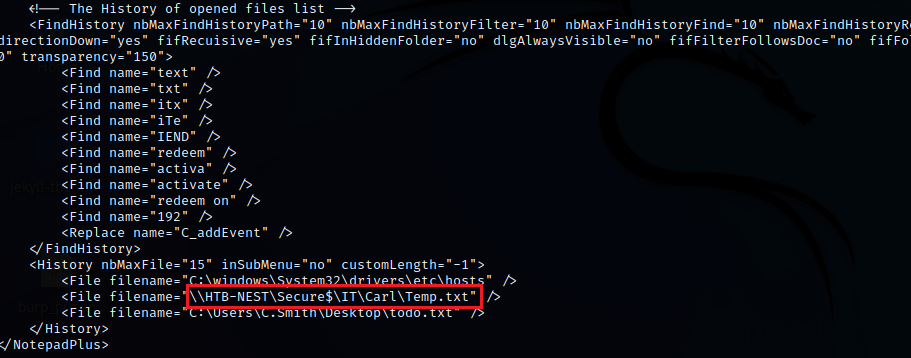 <!-- The History of opened files list -->
<FindHistory nbMaxFindHistoryPath="10" nbMaxFindHistoryFilter="10" nbMaxFindHistoryFind="10" nbMaxFindHistoryRe
directionDown="yes" fifRecuisive="yes" fifInHiddenFolder="no" dlgAlwaysVisible="no" fifFilterFollowsDoc="no" fifFol
0" transparency="150">
<Find name="text" />
<Find name="txt" />
<Find name="itx" />
<Find name="iTe" />
<Find name="IEND" />
<Find name="redeem" />
<Find name="activa" />
<Find name="activate" />
<Find name="redeem on" />
<Find name="192" />
<Replace name="C_addEvent" />
</FindHistory>
<History nbMaxFile="15" inSubMenu="no" customLength="-1">
<File filename="C:\windows\System32\drivers\etc\hosts" />
<File filename="\\HTB-NEST\Secure$\IT\Carl\Temp.txt" />
<File filename="C:\Users\C.Smith\Desktop\todo.txt" />
</History>
</NotepadPlus>